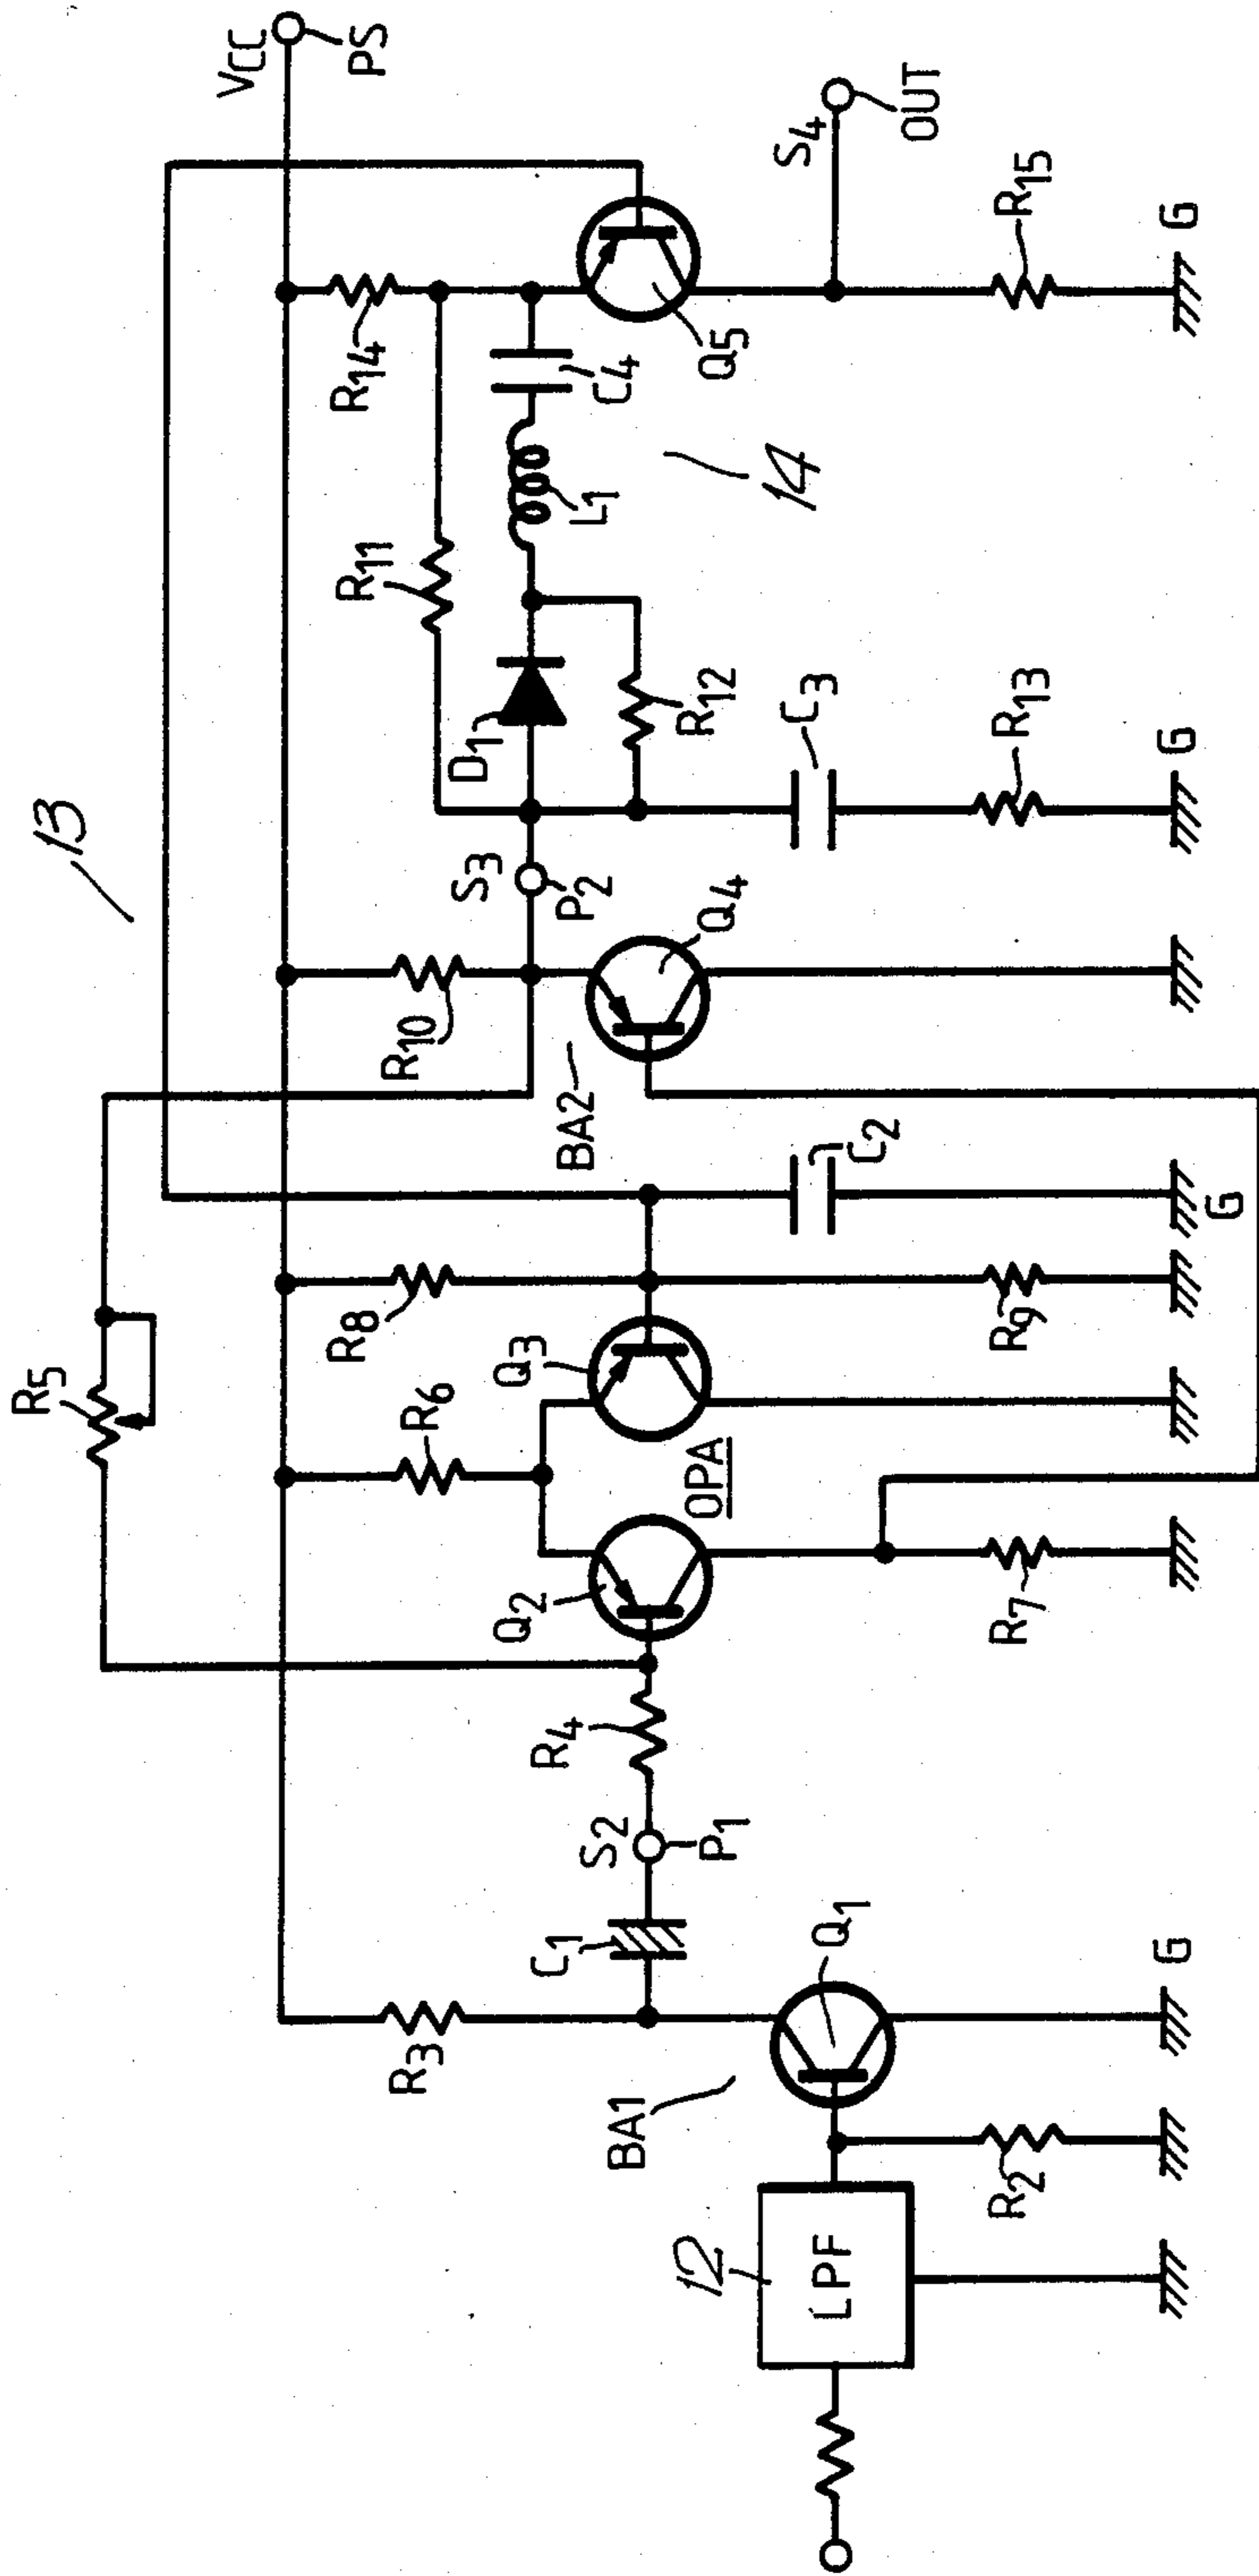 13
VCC
PS
R5
R3
R6
R8
R10
R14
R11
S3
P2
D1
L1
C4
R12
14
Q5
S4
OUT
R15
G
C1
S2
P1
R4
Q2
OPA
Q3
BA2
Q4
C2
C3
R13
G
12
LPF
BA1
Q1
R2
G
R7
R9
G